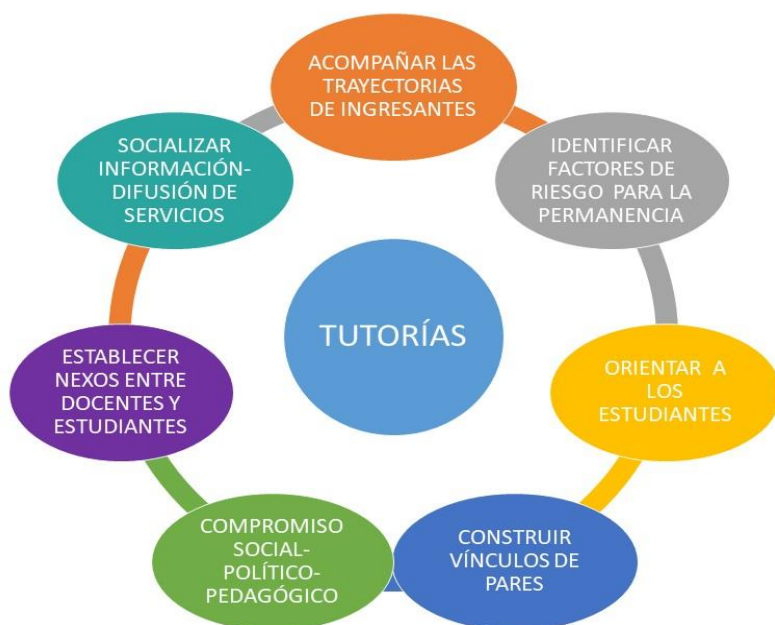 ACOMPAÑAR LAS
TRAYECTORIAS
DE INGRESANTES
IDENTIFICAR
FACTORES DE
RIESGO PARA LA
PERMANENCIA
ORIENTAR A
LOS
ESTUDIANTES
CONSTRUIR
VÍNCULOS DE
PARES
COMPROMISO
SOCIAL-
POLÍTICO-
PEDAGÓGICO
ESTABLECER
NEXOS ENTRE
DOCENTES Y
ESTUDIANTES
SOCIALIZAR
INFORMACIÓN-
DIFUSIÓN DE
SERVICIOS
TUTORÍAS